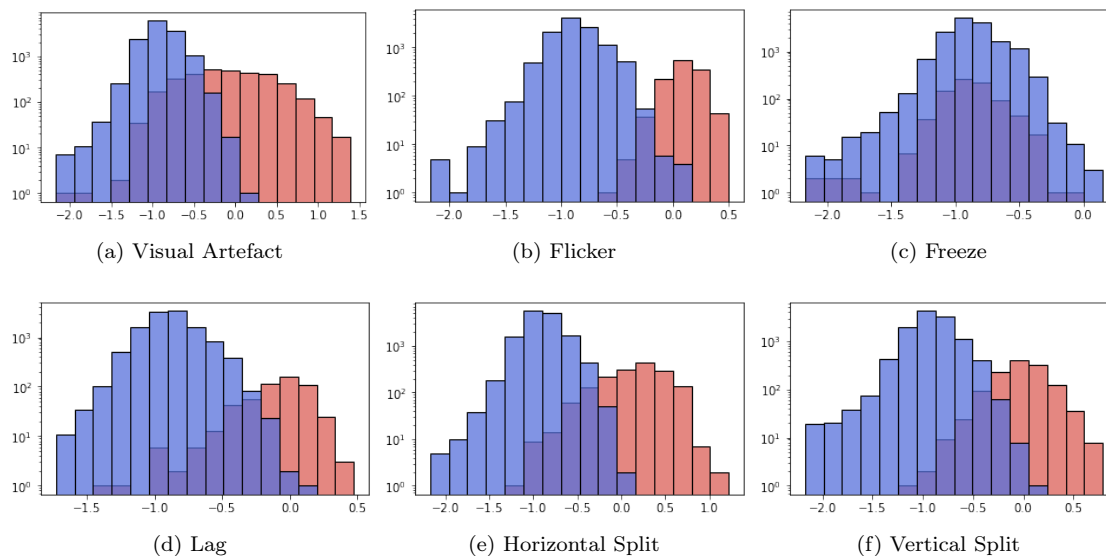 10⁴
10³
10²
10¹
10⁰
−2.0 −1.5 −1.0 −0.5 0.0 0.5 1.0 1.5
(a) Visual Artefact
10³
10²
10¹
10⁰
−2.0 −1.5 −1.0 −0.5 0.0 0.5
(b) Flicker
10³
10²
10¹
10⁰
−2.0 −1.5 −1.0 −0.5 0.0
(c) Freeze
10³
10²
10¹
10⁰
−1.5 −1.0 −0.5 0.0 0.5
(d) Lag
10³
10²
10¹
10⁰
−2.0 −1.5 −1.0 −0.5 0.0 0.5 1.0
(e) Horizontal Split
10³
10²
10¹
10⁰
−2.0 −1.5 −1.0 −0.5 0.0 0.5
(f) Vertical Split